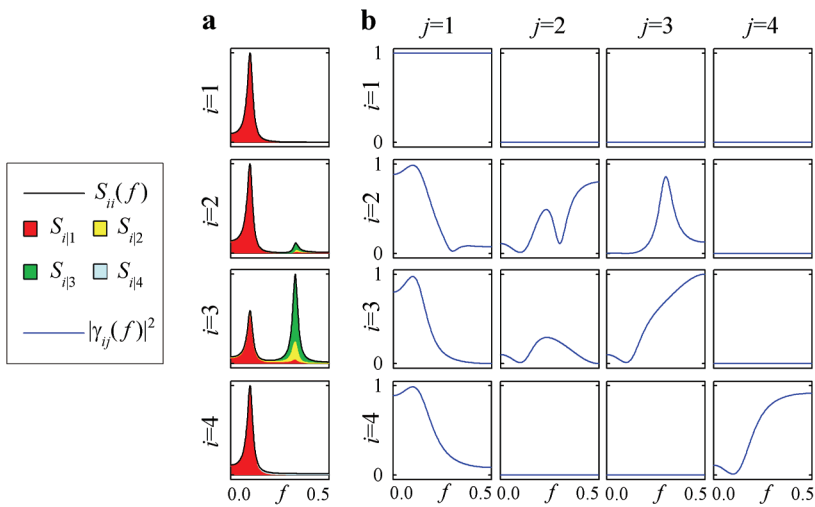 a
b
j=1
j=2
j=3
j=4
i=1
1
0
i=2
1
0
i=3
1
0
i=4
1
0
S_ii(f)
S_i|1
S_i|2
S_i|3
S_i|4
|γ_ij(f)|²
0.0 f 0.5
0.0 f 0.5
0.0 f 0.5
0.0 f 0.5
0.0 f 0.5